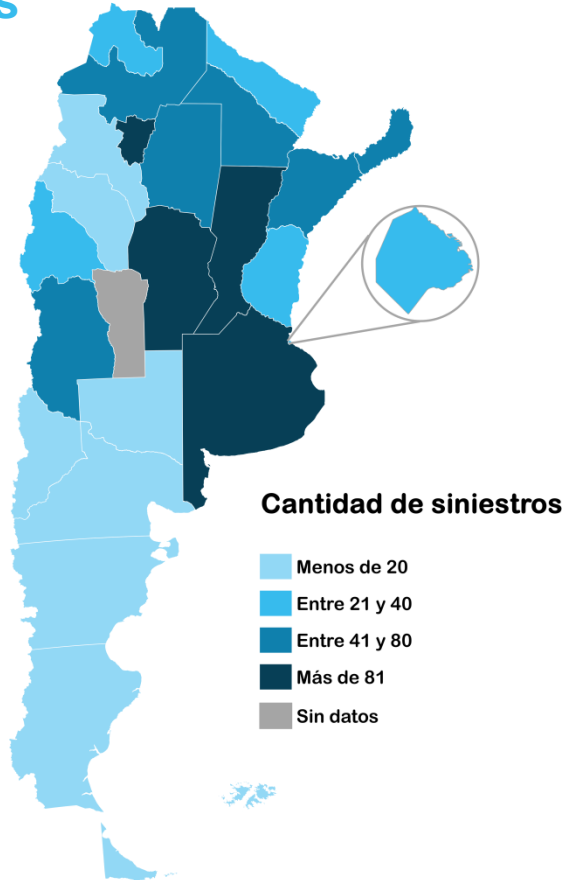 s
Cantidad de siniestros
Menos de 20
Entre 21 y 40
Entre 41 y 80
Más de 81
Sin datos